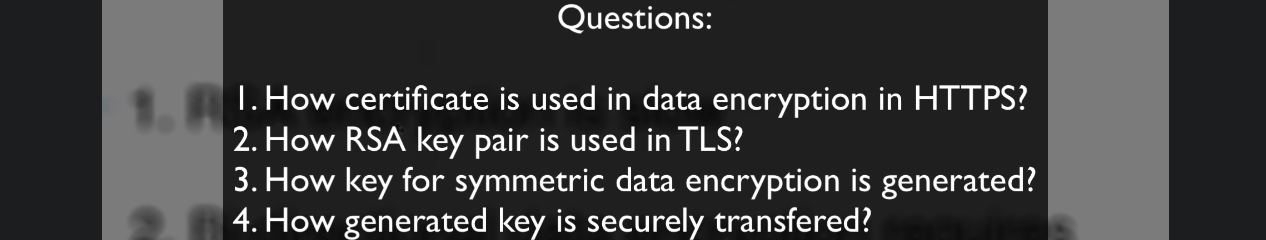 Questions:
1. How certificate is used in data encryption in HTTPS?
2. How RSA key pair is used in TLS?
3. How key for symmetric data encryption is generated?
4. How generated key is securely transfered?